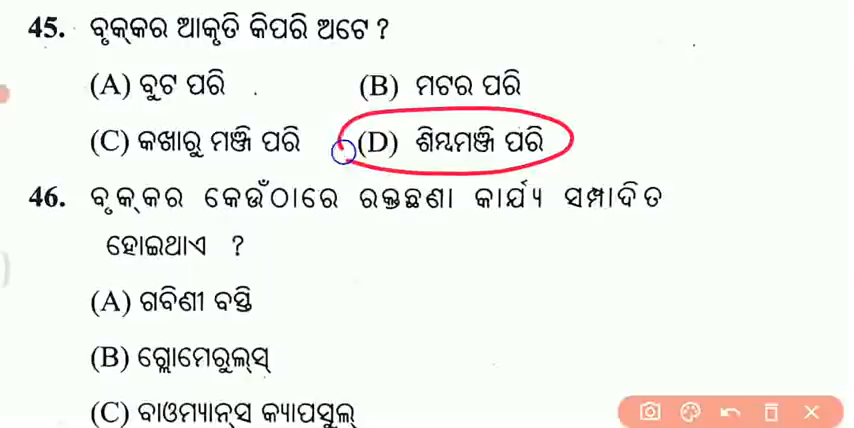 45. ବୃକ୍‌କର ଆକୃତି କିପରି ଅଟେ ?
(A) ବୁଟ ପରି (B) ମଟର ପରି
(C) କଖାରୁ ମଞ୍ଜି ପରି (D) ଶିମ୍ବମଞ୍ଜି ପରି
46. ବୃକ୍‌କର କେଉଁଠାରେ ରକ୍ତଛଣା କାର୍ଯ୍ୟ ସମ୍ପାଦିତ
ହୋଇଥାଏ ?
(A) ଗବିଣୀ ବସ୍ତି
(B) ଗ୍ଲୋମେରୁଲ୍‌ସ୍
(C) ବାଓମ୍ୟାନ୍‌ସ କ୍ୟାପସୁଲ୍